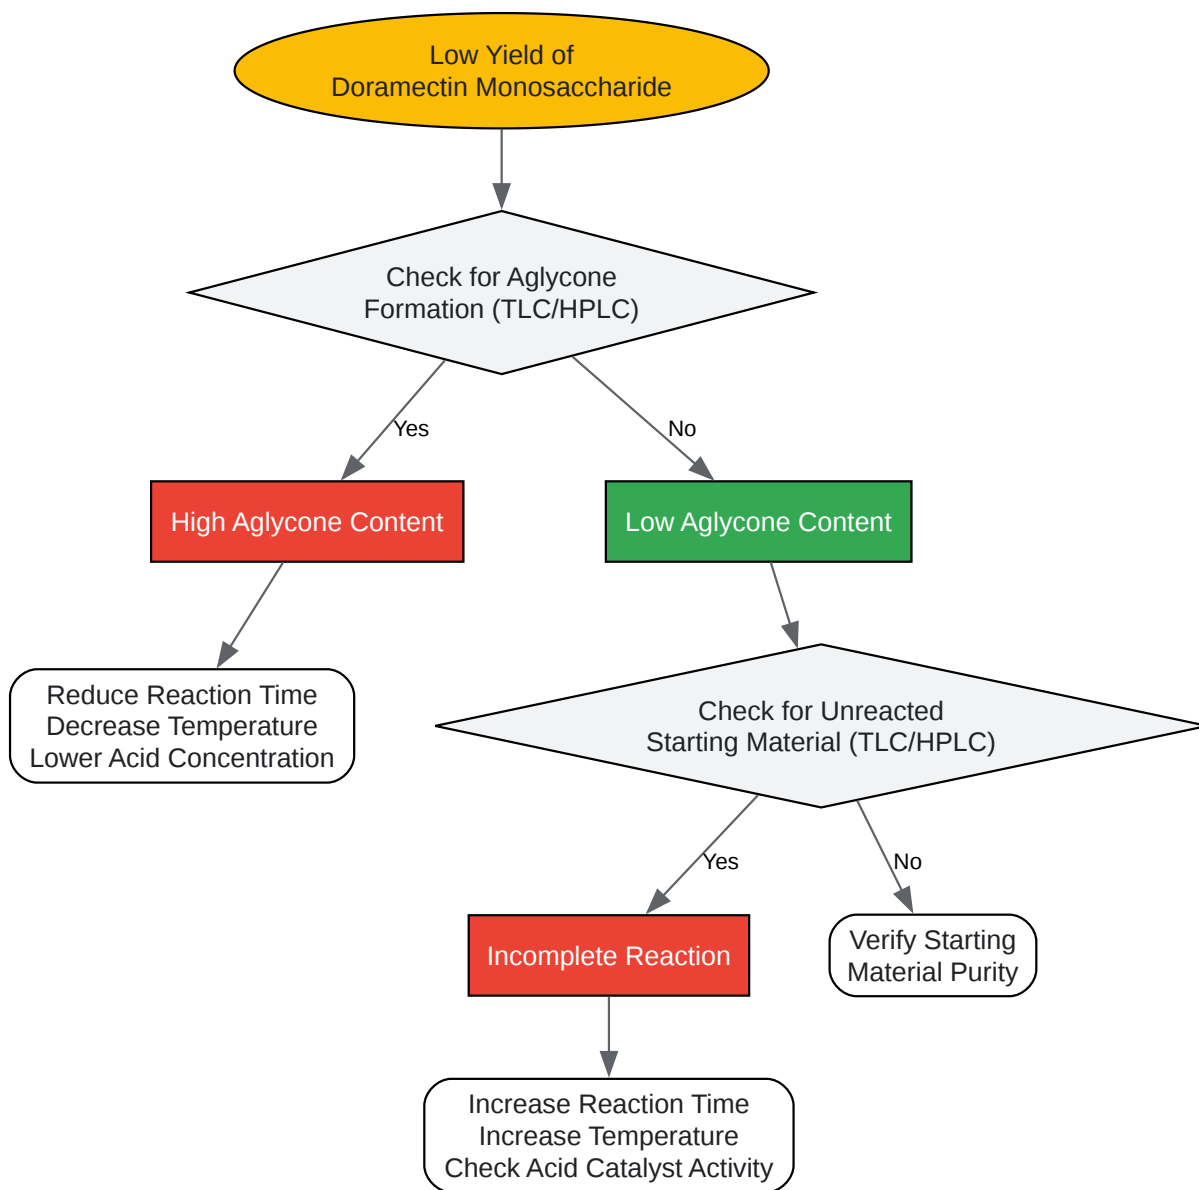 Low Yield of
Doramectin Monosaccharide
Check for Aglycone
Formation (TLC/HPLC)
Yes
No
High Aglycone Content
Low Aglycone Content
Reduce Reaction Time
Decrease Temperature
Lower Acid Concentration
Check for Unreacted
Starting Material (TLC/HPLC)
Yes
No
Incomplete Reaction
Verify Starting
Material Purity
Increase Reaction Time
Increase Temperature
Check Acid Catalyst Activity